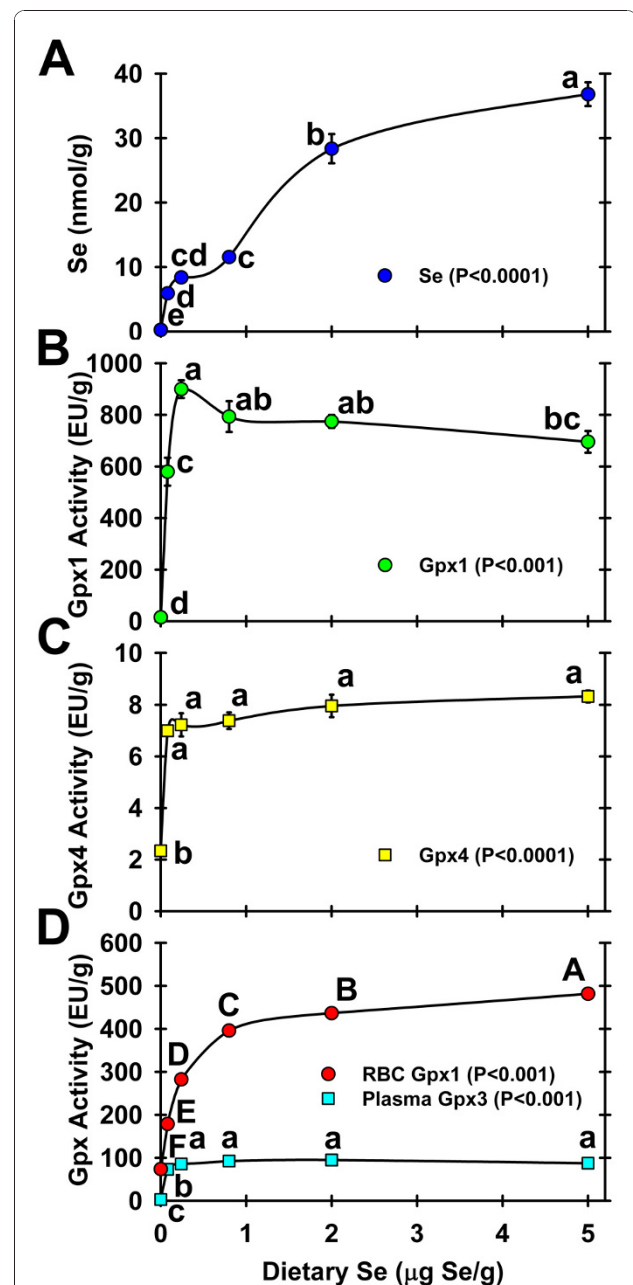 A
40
30
20
10
0
Se (nmol/g)
a
b
cd
c
d
e
Se (P<0.0001)
B
1000
800
600
400
200
0
Gpx1 Activity (EU/g)
a
ab
ab
bc
c
d
Gpx1 (P<0.001)
C
10
8
6
4
2
0
Gpx4 Activity (EU/g)
a
a
a
a
a
b
Gpx4 (P<0.0001)
D
600
500
400
300
200
100
0
Gpx Activity (EU/g)
A
B
C
D
E
F
RBC Gpx1 (P<0.001)
Plasma Gpx3 (P<0.001)
a
a
a
a
b
c
0 1 2 3 4 5
Dietary Se (μg Se/g)